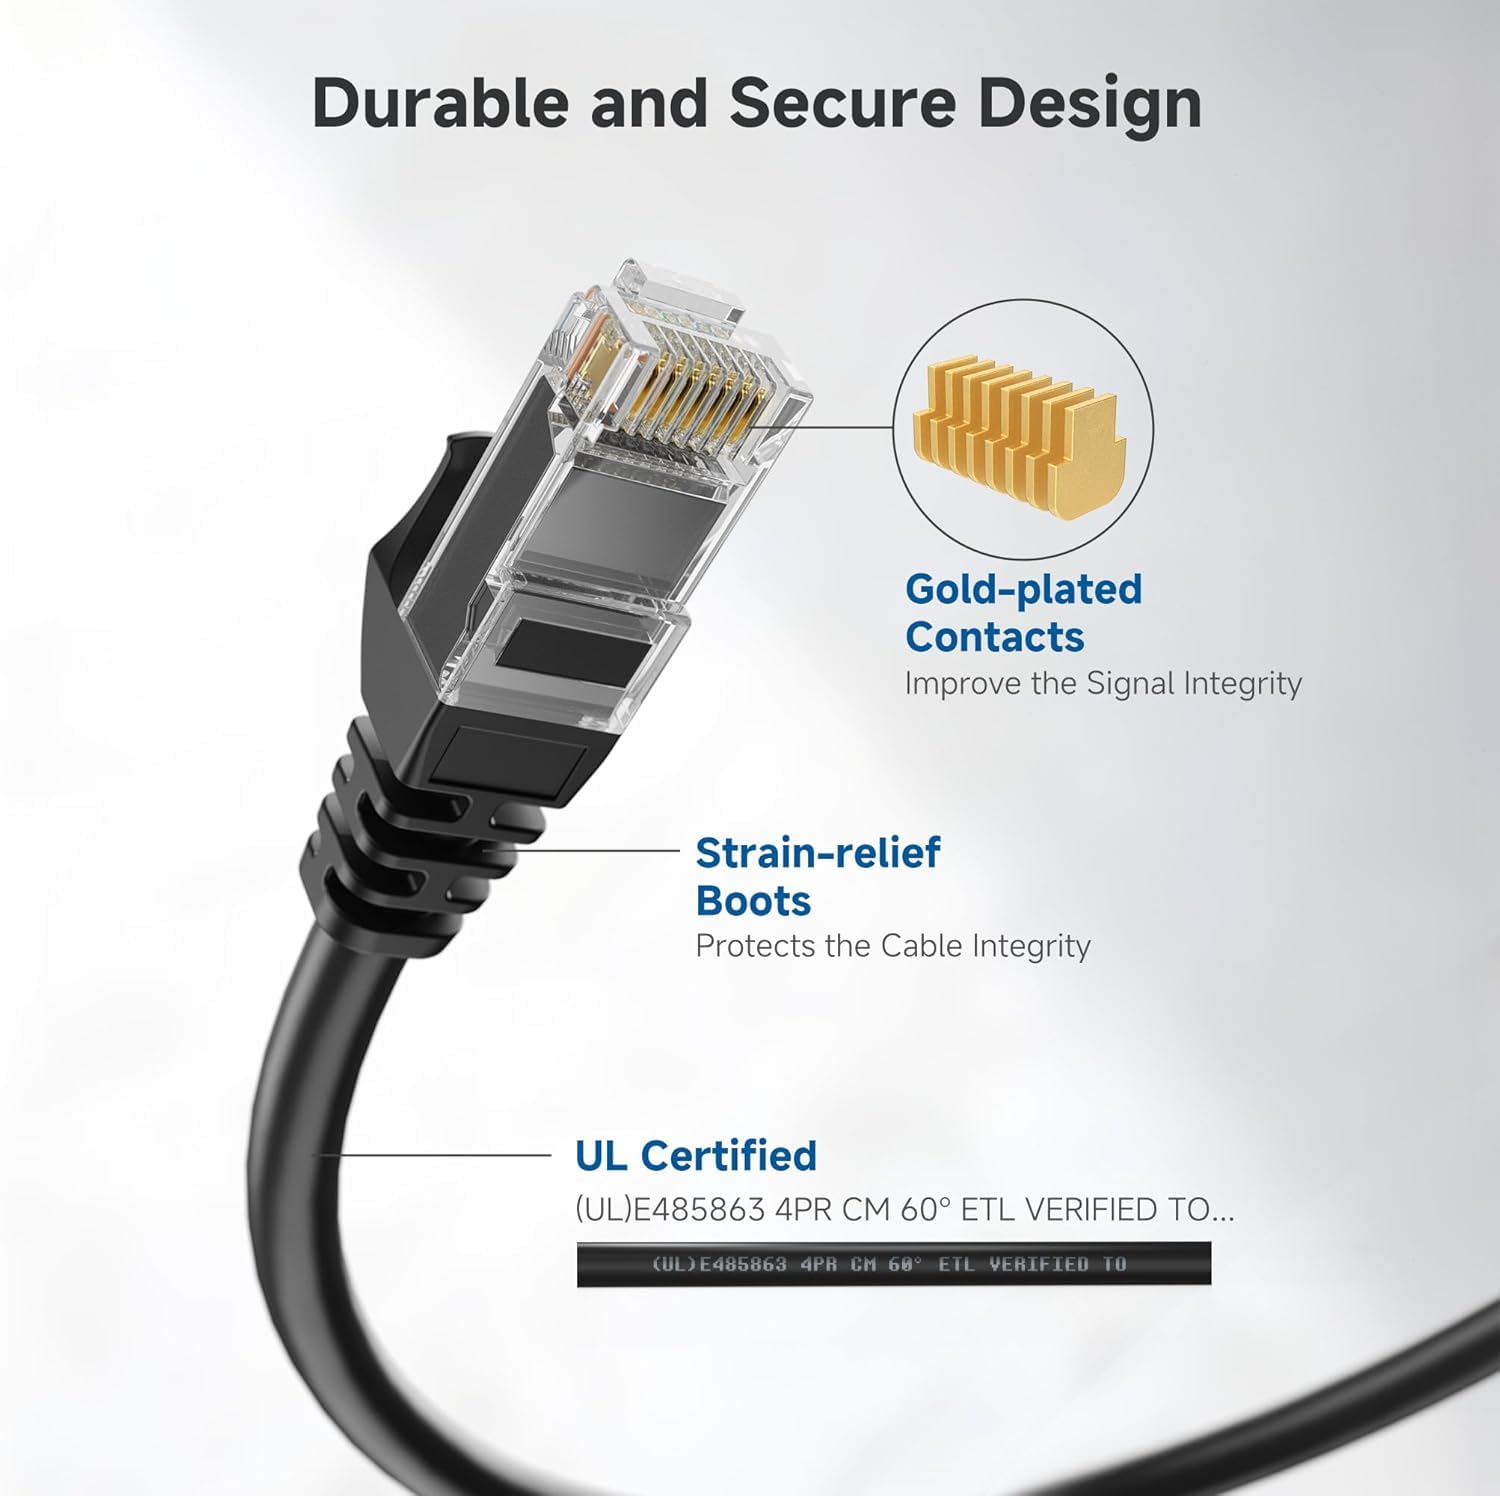 Durable and Secure Design
Gold-plated
Contacts
Improve the Signal Integrity
Strain-relief
Boots
Protects the Cable Integrity
UL Certified
(UL)E485863 4PR CM 60° ETL VERIFIED TO...
(UL)E485863 4PR CM 60° ETL VERIFIED TO